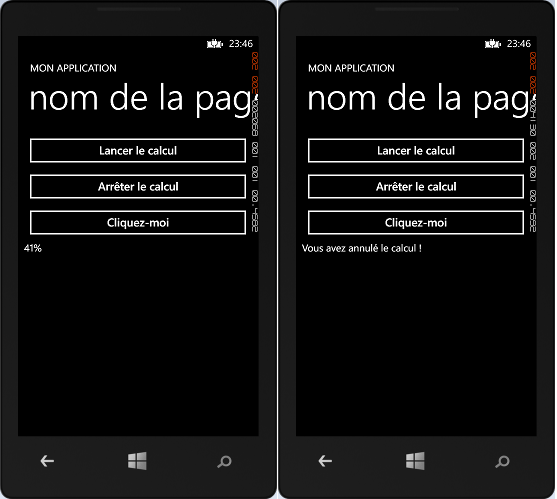 23:46
MON APPLICATION
nom de la pag
Lancer le calcul
Arrêter le calcul
Cliquez-moi
41%
23:46
MON APPLICATION
nom de la pag
Lancer le calcul
Arrêter le calcul
Cliquez-moi
Vous avez annulé le calcul !